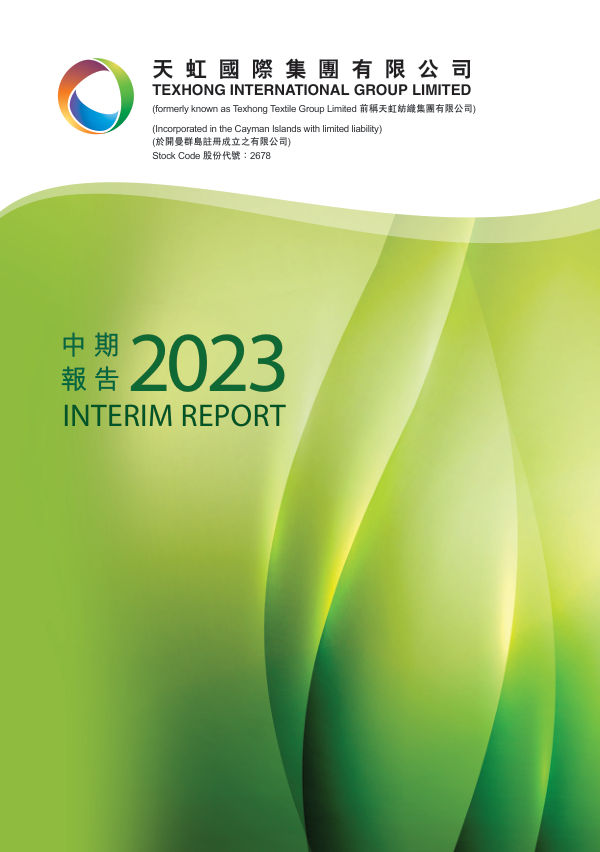 天虹國際集團有限公司
TEXHONG INTERNATIONAL GROUP LIMITED
(formerly known as Texhong Textile Group Limited 前稱天虹紡織集團有限公司)
(Incorporated in the Cayman Islands with limited liability)
(於開曼群島註冊成立之有限公司)
Stock Code 股份代號：2678
中期
報告 2023
INTERIM REPORT